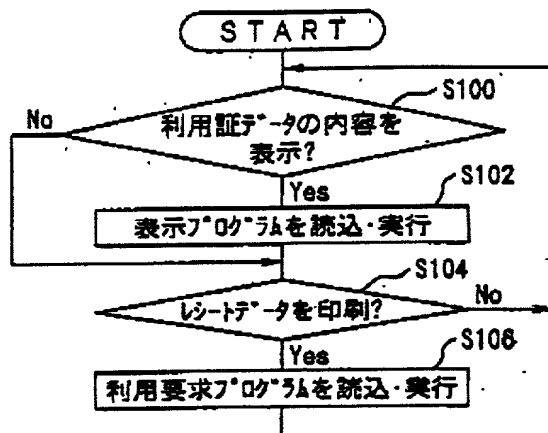 START
S100
No
利用証データの内容を
表示?
Yes
S102
表示プログラムを読込・実行
S104
レシートデータを印刷?
No
Yes
S106
利用要求プログラムを読込・実行